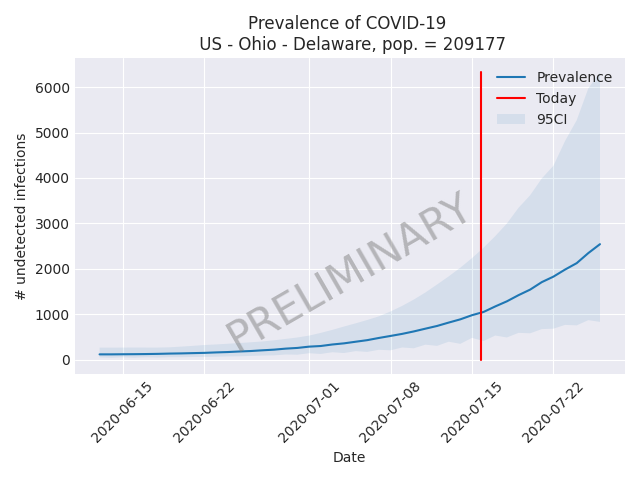 Prevalence of COVID-19
US - Ohio - Delaware, pop. = 209177
6000
5000
4000
3000
2000
1000
0
# undetected infections
Prevalence
Today
95CI
PRELIMINARY
2020-06-15
2020-06-22
2020-07-01
2020-07-08
2020-07-15
2020-07-22
Date